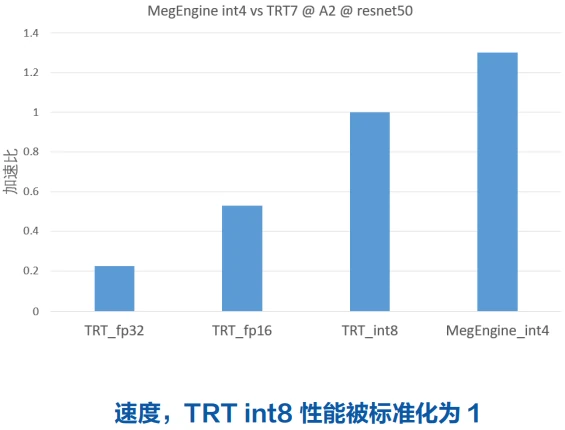 MegEngine int4 vs TRT7 @ A2 @ resnet50
加速比
1.4
1.2
1
0.8
0.6
0.4
0.2
0
TRT_fp32 TRT_fp16 TRT_int8 MegEngine_int4
速度，TRT int8 性能被标准化为 1